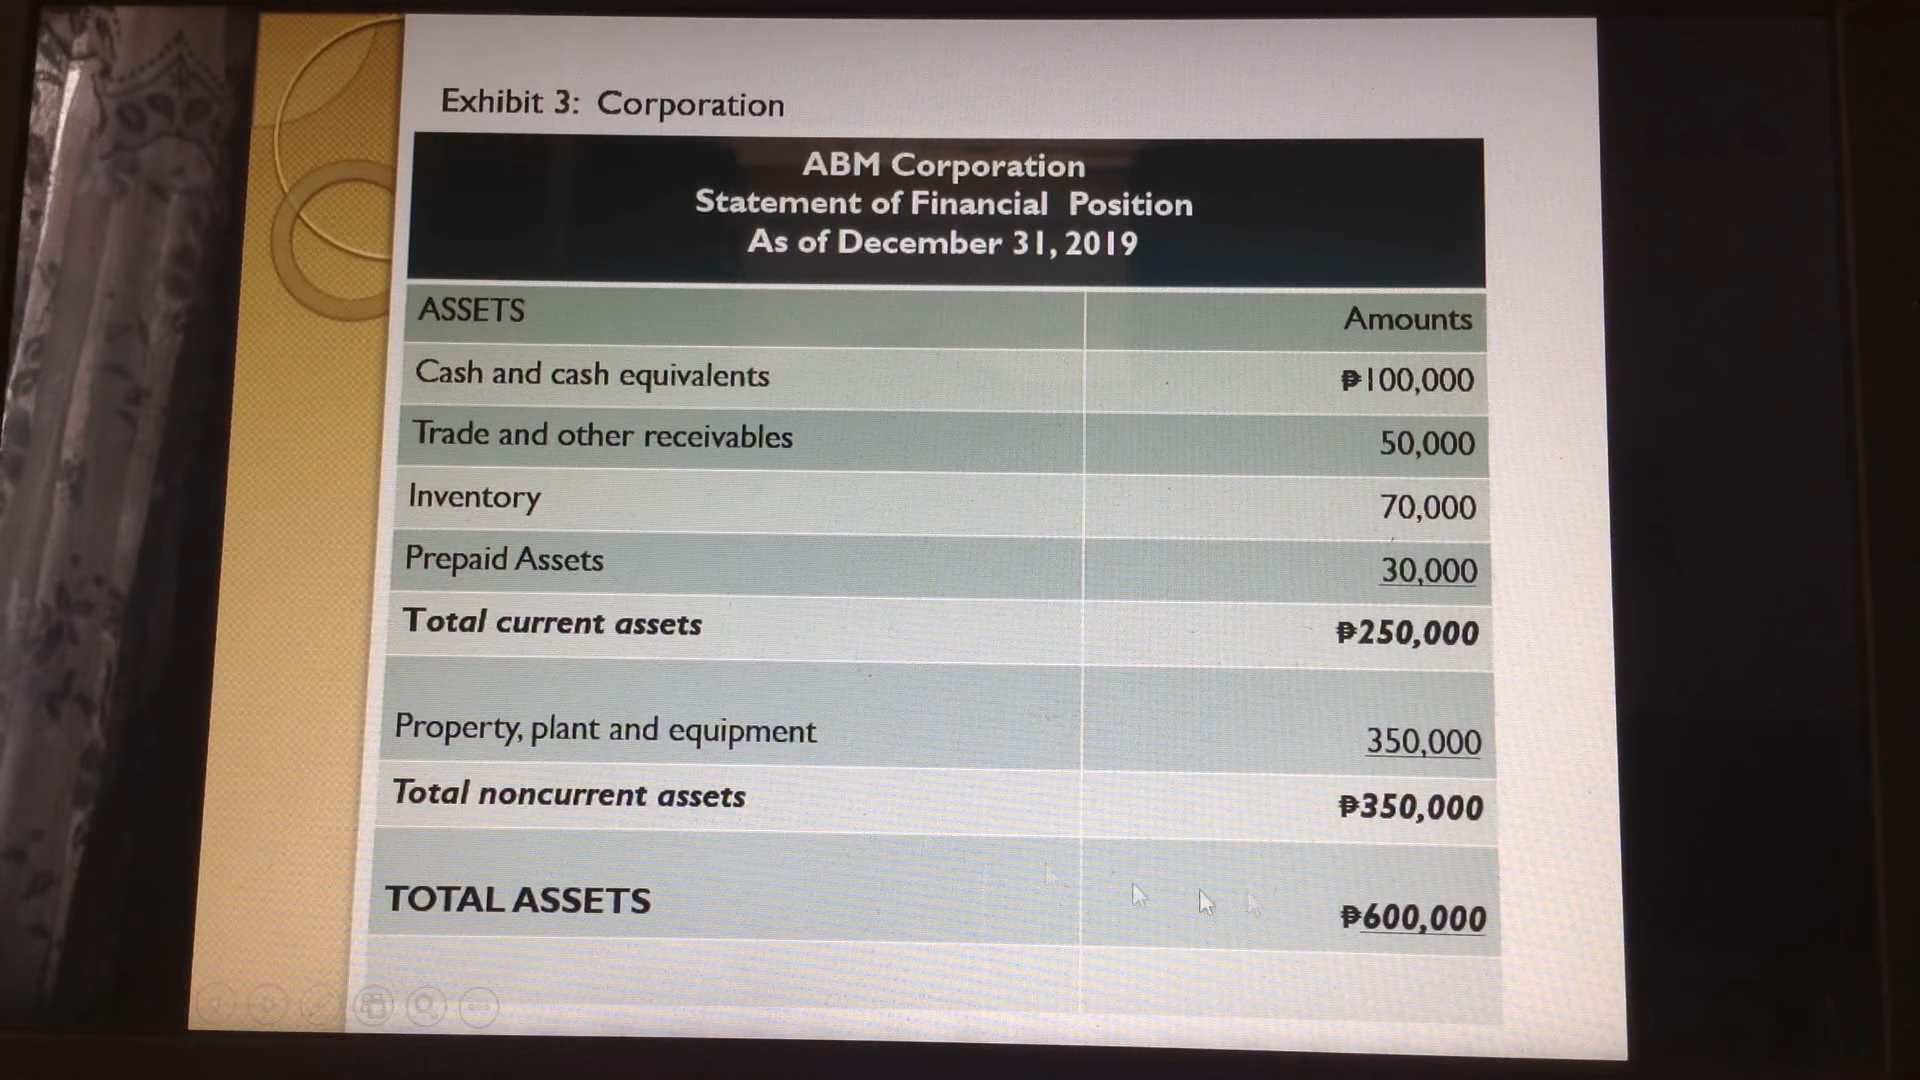 Exhibit 3: Corporation
ABM Corporation
Statement of Financial Position
As of December 31, 2019
ASSETS Amounts
Cash and cash equivalents ₱100,000
Trade and other receivables 50,000
Inventory 70,000
Prepaid Assets 30,000
Total current assets ₱250,000
Property, plant and equipment 350,000
Total noncurrent assets ₱350,000
TOTAL ASSETS ₱600,000